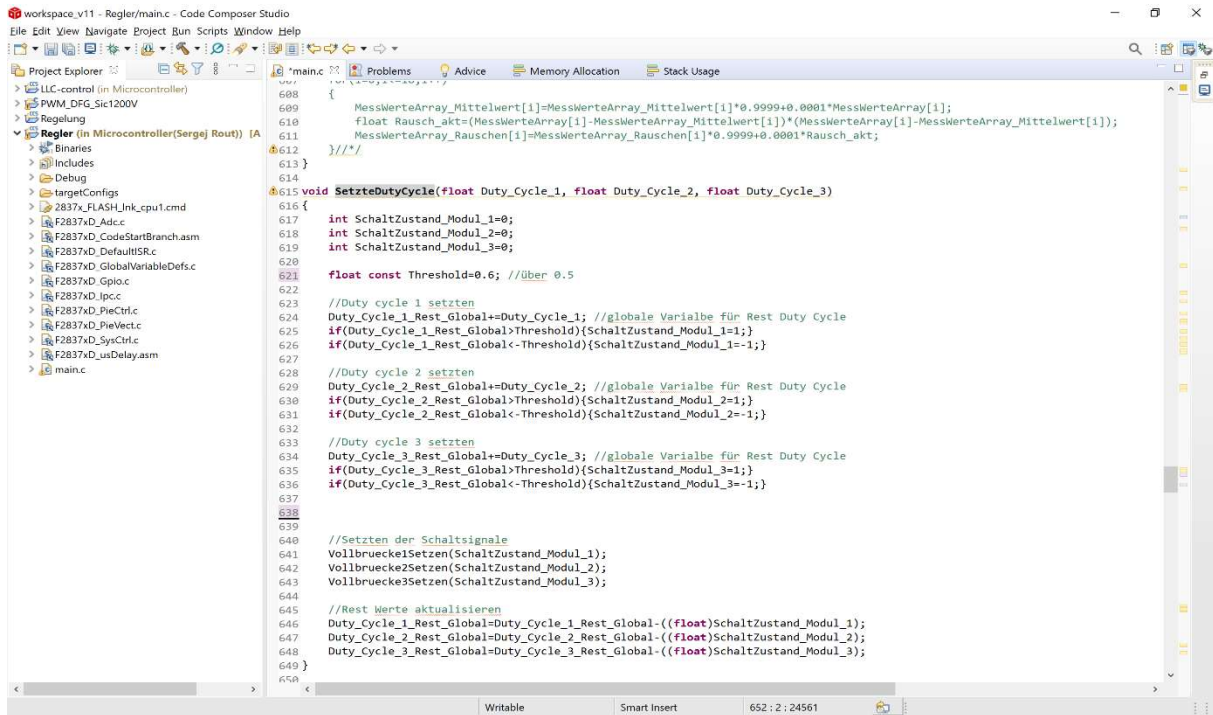 workspace_v11 - Regler/main.c - Code Composer Studio
File Edit View Navigate Project Run Scripts Window Help
Project Explorer
LLC-control (in Microcontroller)
PWM_DFG_Sic1200V
Regelung
Regler (in Microcontroller(Sergej Rout)) [A
Binaries
Includes
Debug
targetConfigs
2837x_FLASH_lnk_cpu1.cmd
F2837xD_Adc.c
F2837xD_CodeStartBranch.asm
F2837xD_DefaultISR.c
F2837xD_GlobalVariableDefs.c
F2837xD_Gpio.c
F2837xD_Ipc.c
F2837xD_PieCtrl.c
F2837xD_PieVect.c
F2837xD_SysCtrl.c
F2837xD_usDelay.asm
main.c
*main.c Problems Advice Memory Allocation Stack Usage
608 {
609 MessWerteArray_Mittelwert[i]=MessWerteArray_Mittelwert[i]*0.9999+0.0001*MessWerteArray[i];
610 float Rausch_akt=(MessWerteArray[i]-MessWerteArray_Mittelwert[i])*(MessWerteArray[i]-MessWerteArray_Mittelwert[i]);
611 MessWerteArray_Rauschen[i]=MessWerteArray_Rauschen[i]*0.9999+0.0001*Rausch_akt;
612 }//*/
613 }
614
615 void SetzteDutyCycle(float Duty_Cycle_1, float Duty_Cycle_2, float Duty_Cycle_3)
616 {
617 int SchaltZustand_Modul_1=0;
618 int SchaltZustand_Modul_2=0;
619 int SchaltZustand_Modul_3=0;
620
621 float const Threshold=0.6; //über 0.5
622
623 //Duty cycle 1 setzten
624 Duty_Cycle_1_Rest_Global+=Duty_Cycle_1; //globale Varialbe für Rest Duty Cycle
625 if(Duty_Cycle_1_Rest_Global>Threshold){SchaltZustand_Modul_1=1;}
626 if(Duty_Cycle_1_Rest_Global<-Threshold){SchaltZustand_Modul_1=-1;}
627
628 //Duty cycle 2 setzten
629 Duty_Cycle_2_Rest_Global+=Duty_Cycle_2; //globale Varialbe für Rest Duty Cycle
630 if(Duty_Cycle_2_Rest_Global>Threshold){SchaltZustand_Modul_2=1;}
631 if(Duty_Cycle_2_Rest_Global<-Threshold){SchaltZustand_Modul_2=-1;}
632
633 //Duty cycle 3 setzten
634 Duty_Cycle_3_Rest_Global+=Duty_Cycle_3; //globale Varialbe für Rest Duty Cycle
635 if(Duty_Cycle_3_Rest_Global>Threshold){SchaltZustand_Modul_3=1;}
636 if(Duty_Cycle_3_Rest_Global<-Threshold){SchaltZustand_Modul_3=-1;}
637
638
639
640 //Setzten der Schaltsignale
641 Vollbruecke1Setzen(SchaltZustand_Modul_1);
642 Vollbruecke2Setzen(SchaltZustand_Modul_2);
643 Vollbruecke3Setzen(SchaltZustand_Modul_3);
644
645 //Rest Werte aktualisieren
646 Duty_Cycle_1_Rest_Global=Duty_Cycle_1_Rest_Global-((float)SchaltZustand_Modul_1);
647 Duty_Cycle_2_Rest_Global=Duty_Cycle_2_Rest_Global-((float)SchaltZustand_Modul_2);
648 Duty_Cycle_3_Rest_Global=Duty_Cycle_3_Rest_Global-((float)SchaltZustand_Modul_3);
649 }
650
Writable Smart Insert 652 : 2 : 24561